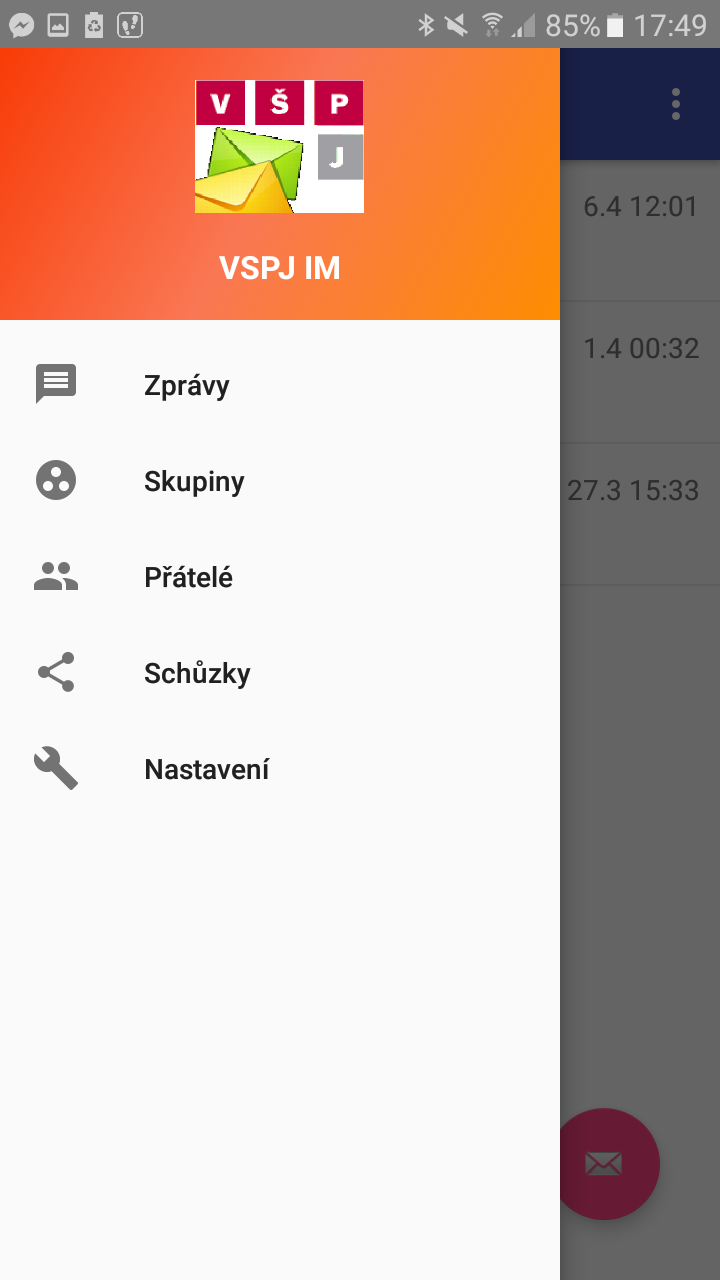 85% 17:49
V Š P
J
VSPJ IM
6.4 12:01
1.4 00:32
27.3 15:33
Zprávy
Skupiny
Přátelé
Schůzky
Nastavení